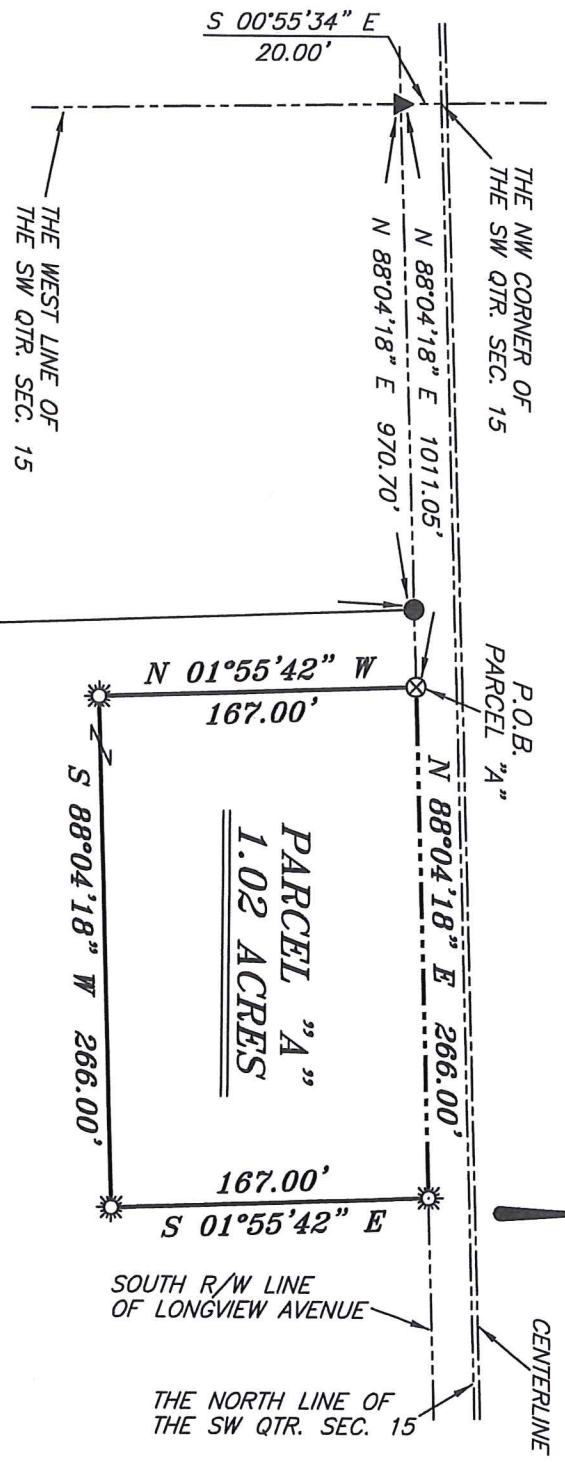 S 00°55'34" E
20.00'
THE NW CORNER OF
THE SW QTR. SEC. 15
THE WEST LINE OF
THE SW QTR. SEC. 15
N 88°04'18" E 1011.05'
N 88°04'18" E 970.70'
P.O.B.
PARCEL "A"
N 88°04'18" E 266.00'
N 01°55'42" W
167.00'
PARCEL "A"
1.02 ACRES
S 88°04'18" W 266.00'
167.00'
S 01°55'42" E
SOUTH R/W LINE
OF LONGVIEW AVENUE
CENTERLINE
THE NORTH LINE OF
THE SW QTR. SEC. 15